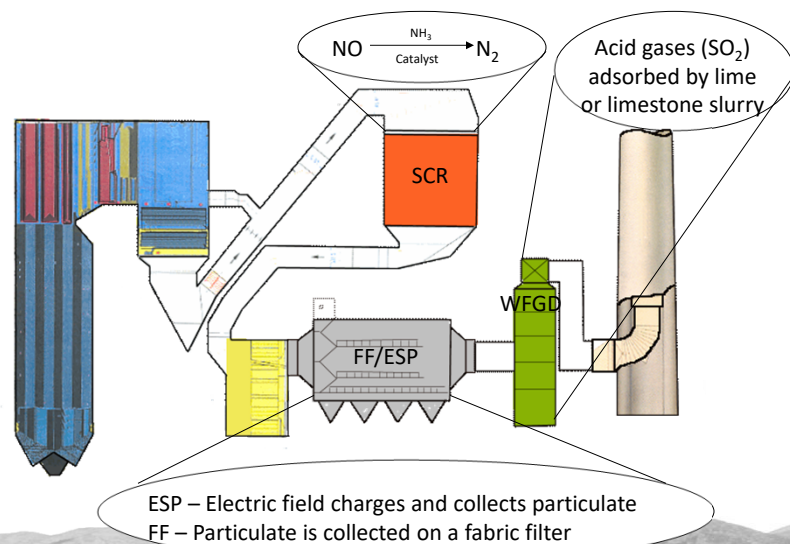 NO NH₃ Catalyst N₂
Acid gases (SO₂)
adsorbed by lime
or limestone slurry
SCR
WFGD
FF/ESP
ESP – Electric field charges and collects particulate
FF – Particulate is collected on a fabric filter